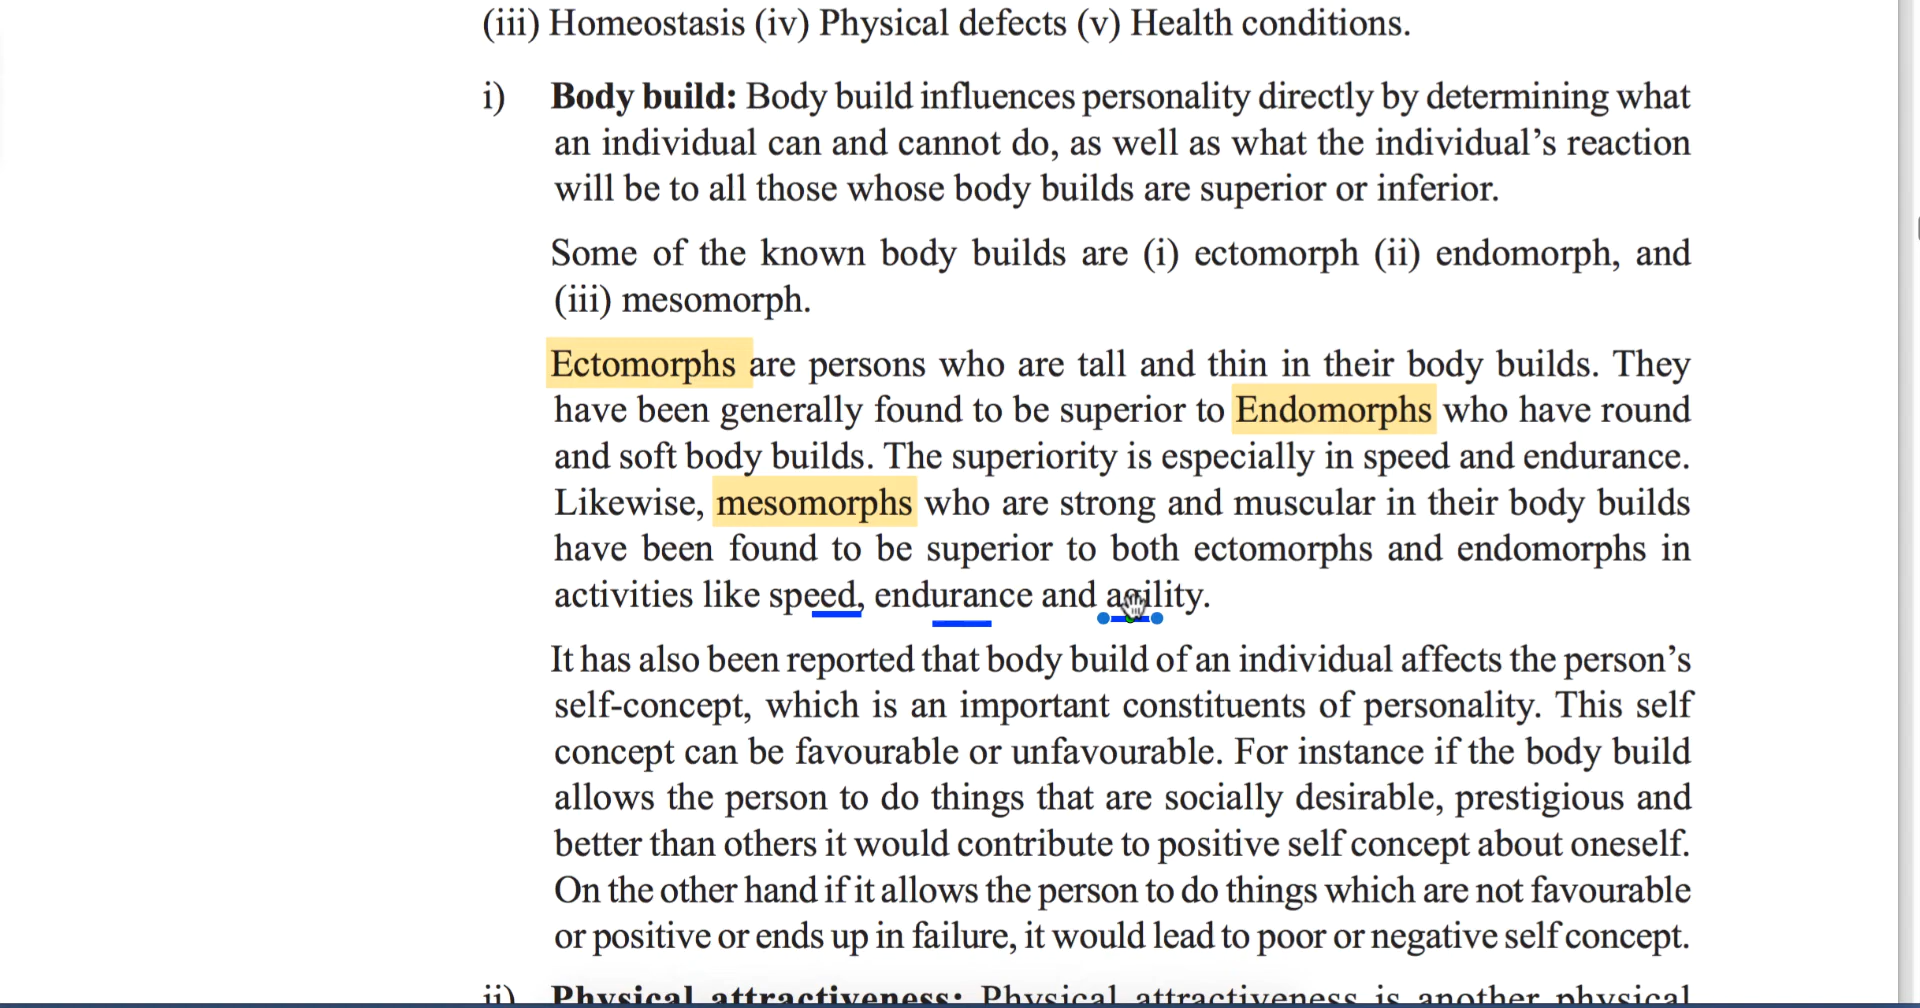 (iii) Homeostasis (iv) Physical defects (v) Health conditions.
i) Body build: Body build influences personality directly by determining what
an individual can and cannot do, as well as what the individual’s reaction
will be to all those whose body builds are superior or inferior.
Some of the known body builds are (i) ectomorph (ii) endomorph, and
(iii) mesomorph.
Ectomorphs are persons who are tall and thin in their body builds. They
have been generally found to be superior to Endomorphs who have round
and soft body builds. The superiority is especially in speed and endurance.
Likewise, mesomorphs who are strong and muscular in their body builds
have been found to be superior to both ectomorphs and endomorphs in
activities like speed, endurance and agility.
It has also been reported that body build of an individual affects the person’s
self-concept, which is an important constituents of personality. This self
concept can be favourable or unfavourable. For instance if the body build
allows the person to do things that are socially desirable, prestigious and
better than others it would contribute to positive self concept about oneself.
On the other hand if it allows the person to do things which are not favourable
or positive or ends up in failure, it would lead to poor or negative self concept.
ii) Physical attractiveness: Physical attractiveness is another physical